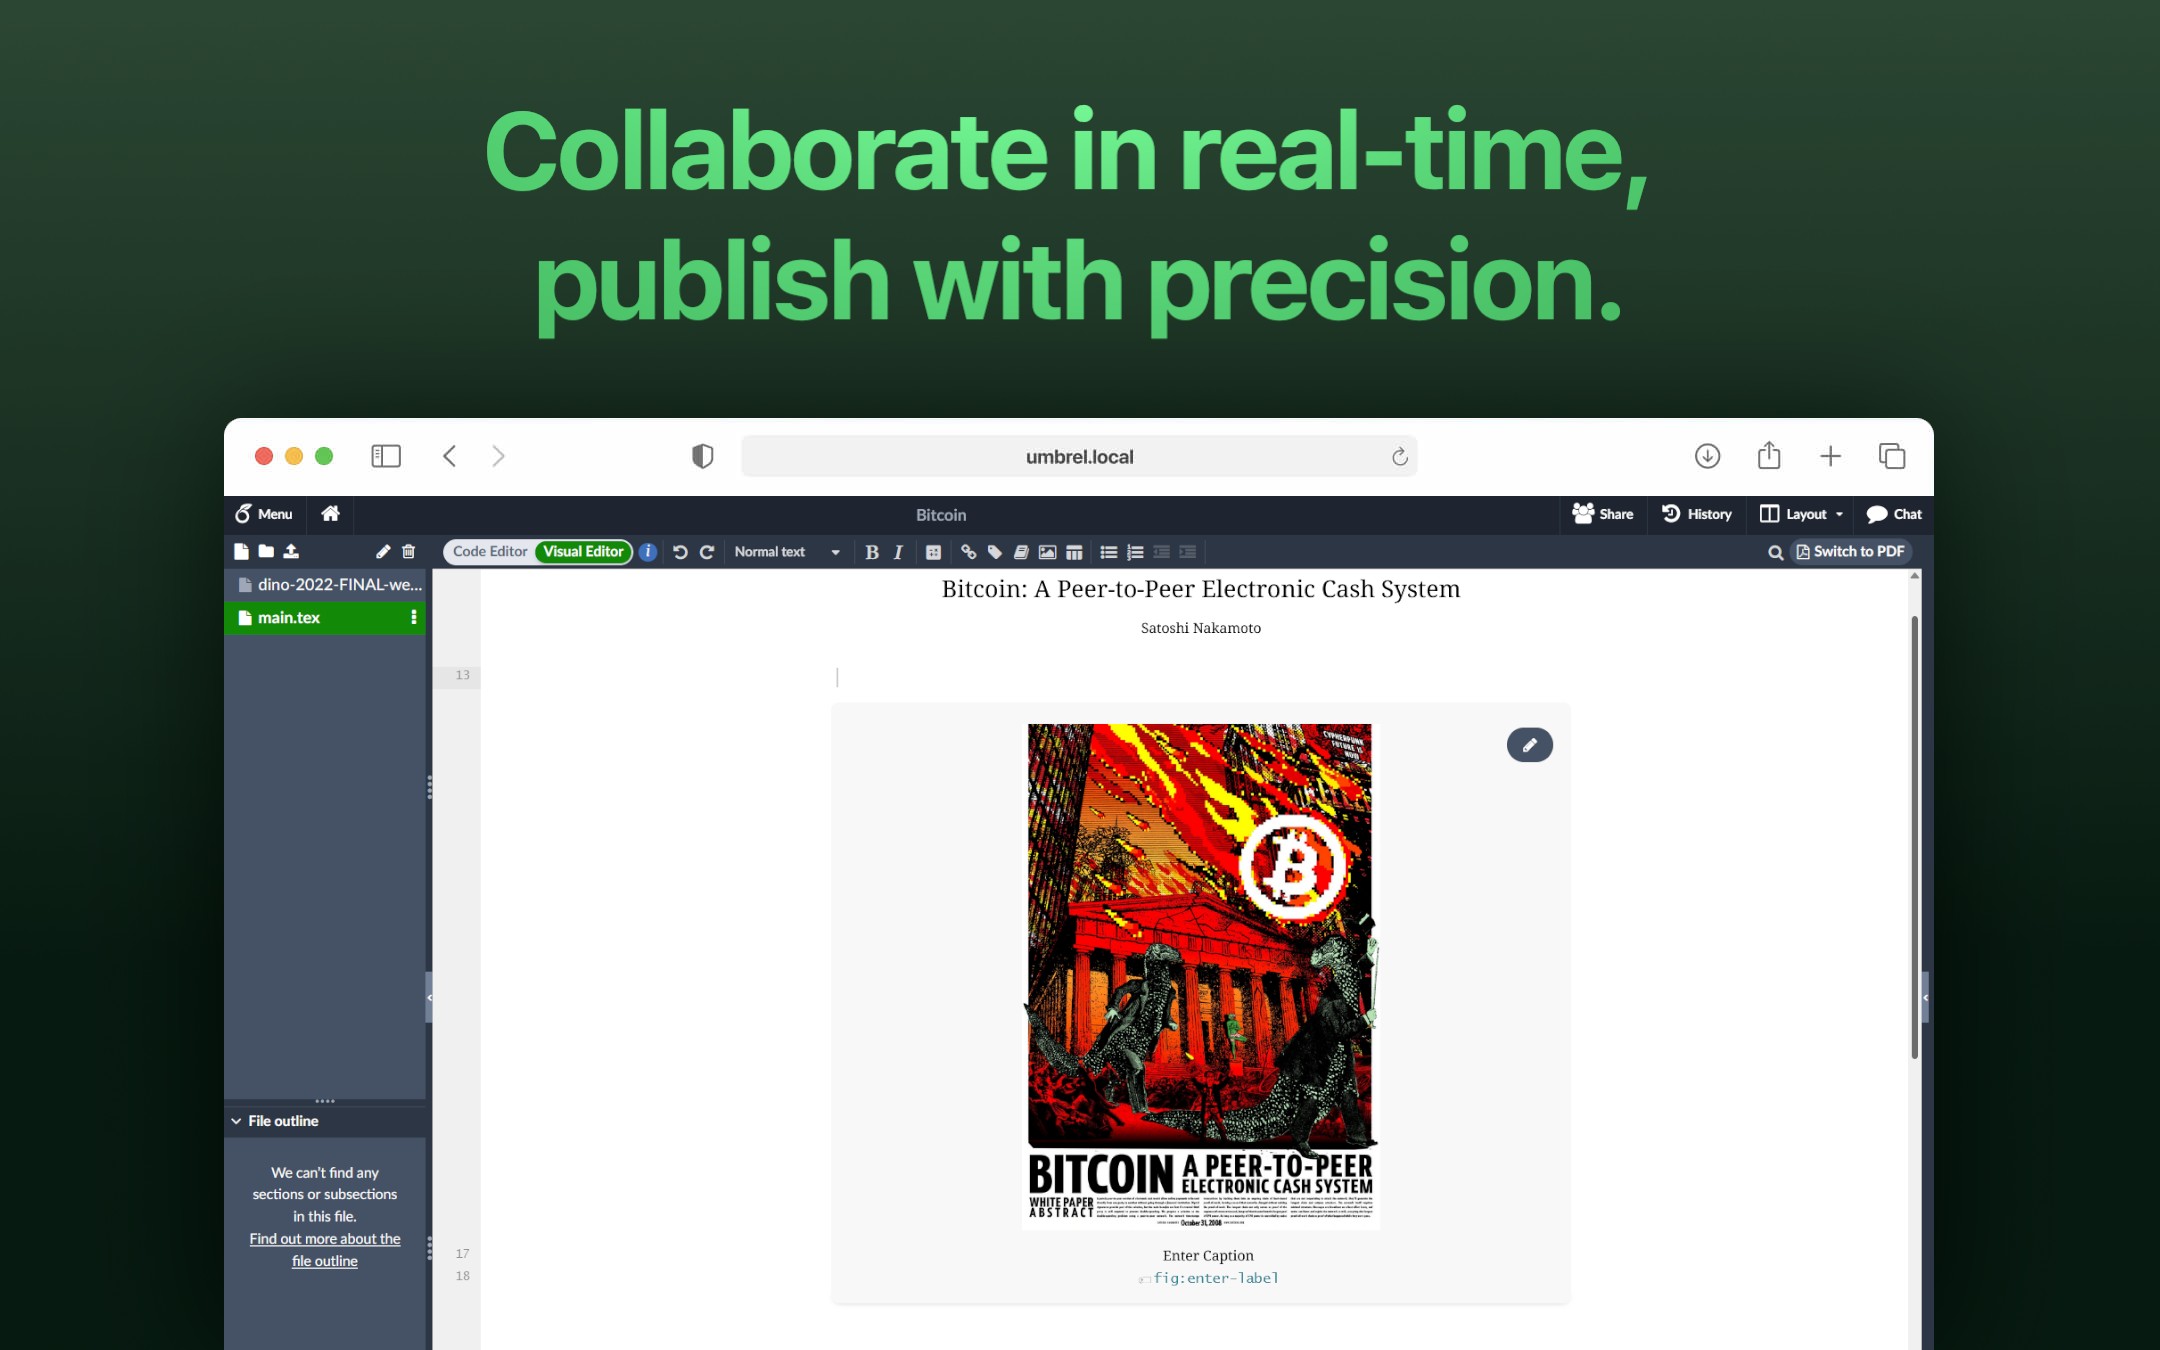 Collaborate in real-time,
publish with precision.
umbrel.local
Menu
Bitcoin
Share
History
Layout
Chat
Code Editor
Visual Editor
i
Normal text
B
I
Switch to PDF
dino-2022-FINAL-we...
main.tex
Bitcoin: A Peer-to-Peer Electronic Cash System
Satoshi Nakamoto
13
CYPHERPUNK
FUTURE IS
NOW
BITCOIN A PEER-TO-PEER
ELECTRONIC CASH SYSTEM
WHITE PAPER
ABSTRACT
October 31, 2008
File outline
We can't find any
sections or subsections
in this file.
Find out more about the
file outline
17
Enter Caption
18
fig:enter-label